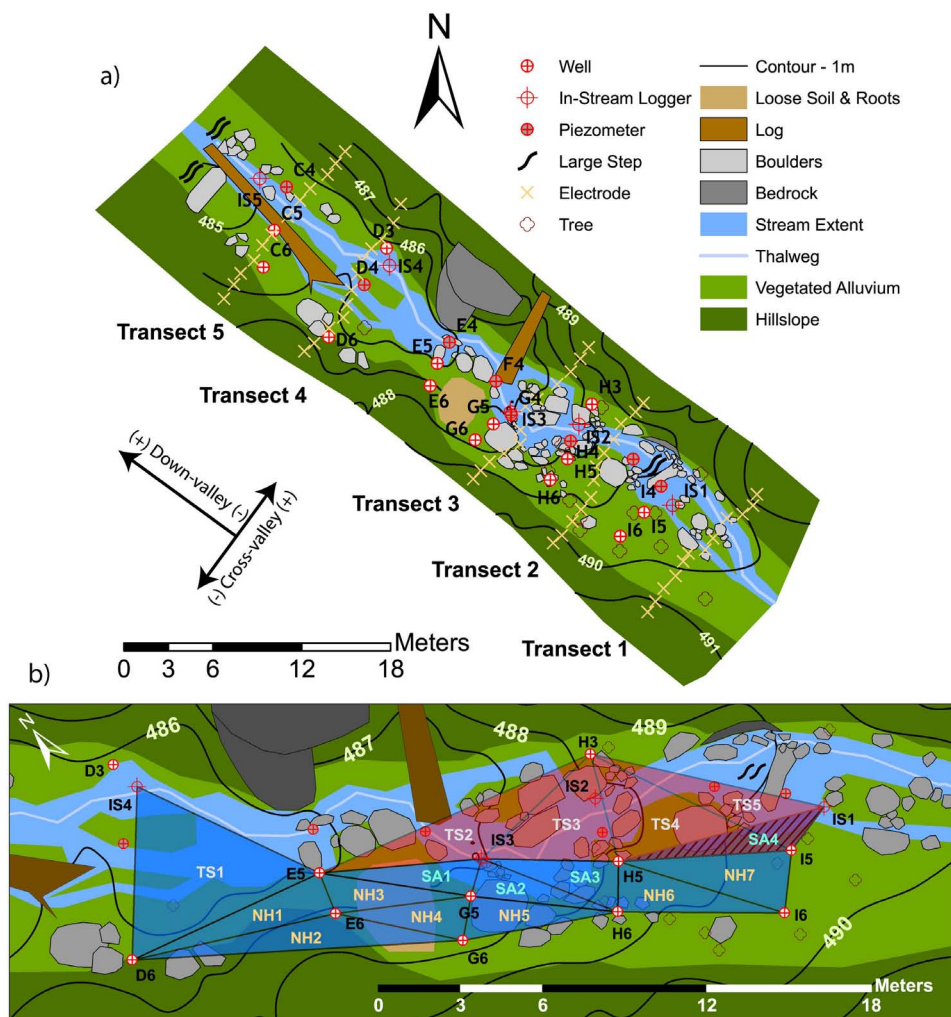 a)
N
Well
In-Stream Logger
Piezometer
Large Step
Electrode
Tree
Contour - 1m
Loose Soil & Roots
Log
Boulders
Bedrock
Stream Extent
Thalweg
Vegetated Alluvium
Hillslope
C4
487
IS5
C5
485
D3
486
C6
D4
IS4
489
Transect 5
D6
E4
E5
F4
H3
Transect 4
488
E6
G5
G4
IS3
G6
IS2
H4
H5
(+) Down-valley (-)
(-) Cross-valley (+)
Transect 3
H6
I4
IS1
I5
I6
Transect 2
490
Transect 1
491
Meters
0 3 6 12 18
b)
N
486
487
488
489
D3
H3
IS4
IS2
TS5
IS1
TS2
IS3
TS3
TS4
SA4
TS1
E5
SA1
SA2
SA3
H5
I5
NH3
G5
NH6
NH7
NH1
E6
NH4
NH5
H6
I6
NH2
G6
490
D6
Meters
0 3 6 12 18